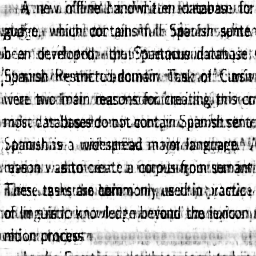 A new offline handwritten database for
guage, which contains full Spanish sente
been developed: the Spartacus database
Spanish Restricted-domain Task of Cursiv
were two main reasons for creating this cor
most databases do not contain Spanish sente
Spanish is a widespread major language. A
reason was to create a corpus from semant
These tasks are commonly used in practice
of linguistic knowledge beyond the lexicon
nition process